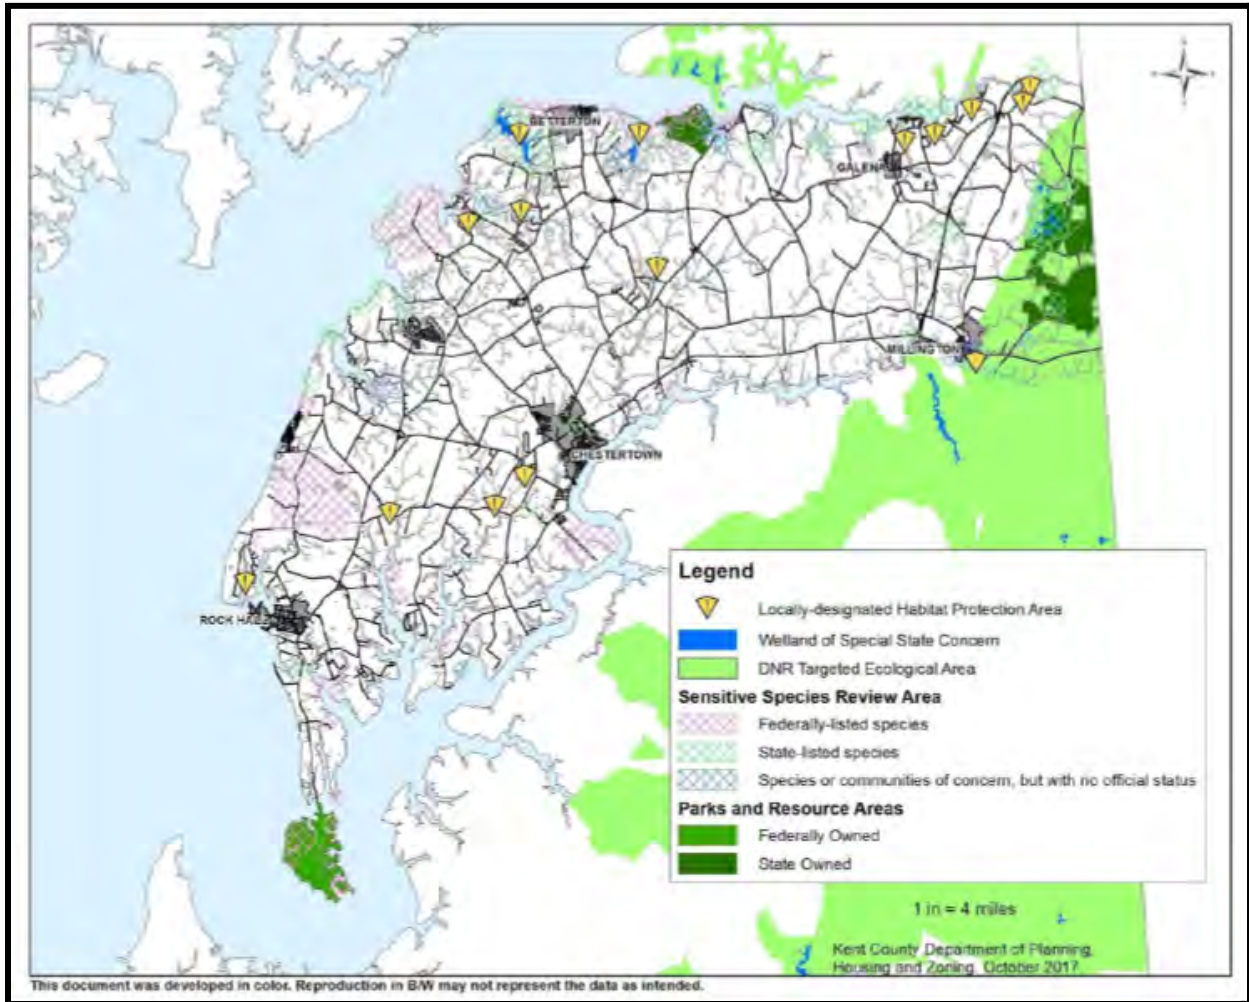 BETTERTON
GALENA
MILLINGTON
CHESTERTOWN
ROCK HALL
Legend
Locally-designated Habitat Protection Area
Wetland of Special State Concern
DNR Targeted Ecological Area
Sensitive Species Review Area
Federally-listed species
State-listed species
Species or communities of concern, but with no official status
Parks and Resource Areas
Federally Owned
State Owned
1 in = 4 miles
Kent County Department of Planning,
Housing and Zoning, October 2017
This document was developed in color. Reproduction in B/W may not represent the data as intended.